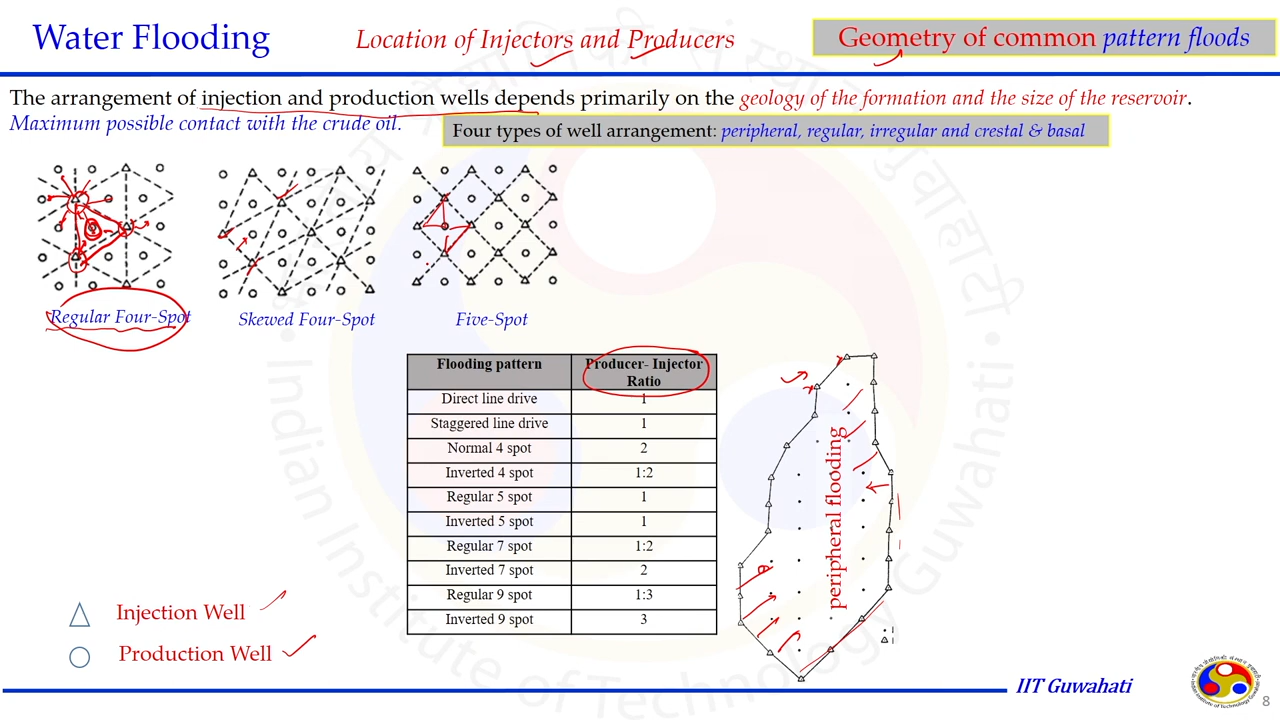 Water Flooding
Location of Injectors and Producers
Geometry of common pattern floods
The arrangement of injection and production wells depends primarily on the geology of the formation and the size of the reservoir.
Maximum possible contact with the crude oil.
Four types of well arrangement: peripheral, regular, irregular and crestal & basal
Regular Four-Spot
Skewed Four-Spot
Five-Spot
Flooding pattern Producer- Injector Ratio
Direct line drive 1
Staggered line drive 1
Normal 4 spot 2
Inverted 4 spot 1:2
Regular 5 spot 1
Inverted 5 spot 1
Regular 7 spot 1:2
Inverted 7 spot 2
Regular 9 spot 1:3
Inverted 9 spot 3
peripheral flooding
Injection Well
Production Well
Indian Institute of Technology Guwahati
IIT Guwahati
8